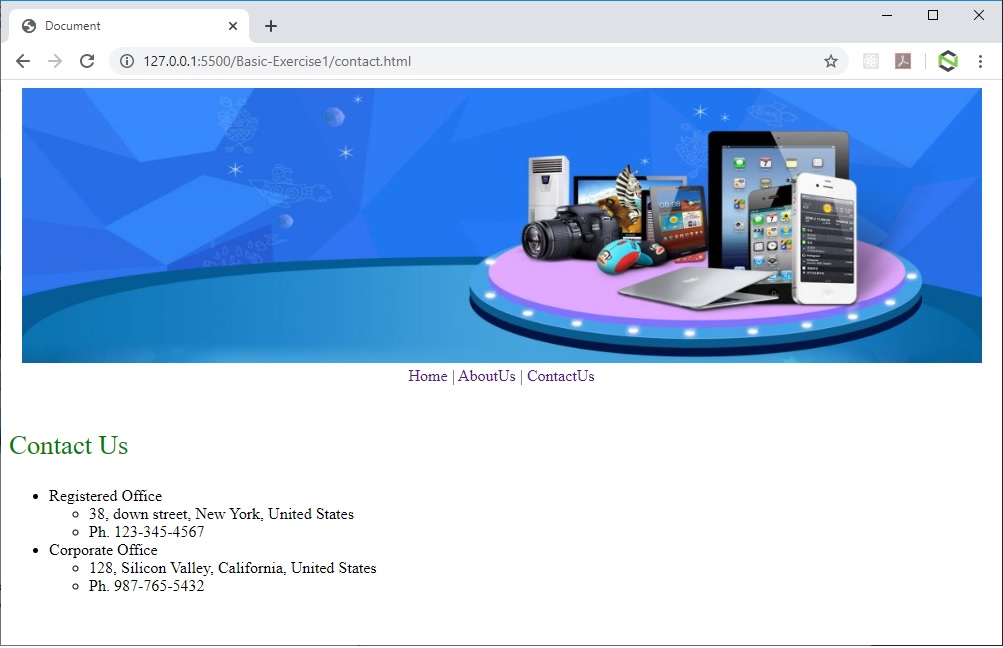 Document
127.0.0.1:5500/Basic-Exercise1/contact.html
08:08
Home | AboutUs | ContactUs
Contact Us
Registered Office
38, down street, New York, United States
Ph. 123-345-4567
Corporate Office
128, Silicon Valley, California, United States
Ph. 987-765-5432